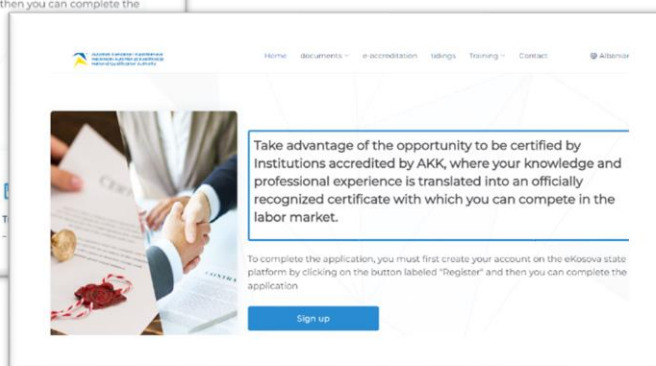 then you can complete the
Home documents e-accreditation tidings Training Contact Albanian
Take advantage of the opportunity to be certified by
Institutions accredited by AKK, where your knowledge and
professional experience is translated into an officially
recognized certificate with which you can compete in the
labor market.
To complete the application, you must first create your account on the eKosova state
platform by clicking on the button labeled "Register" and then you can complete the
application
Sign up